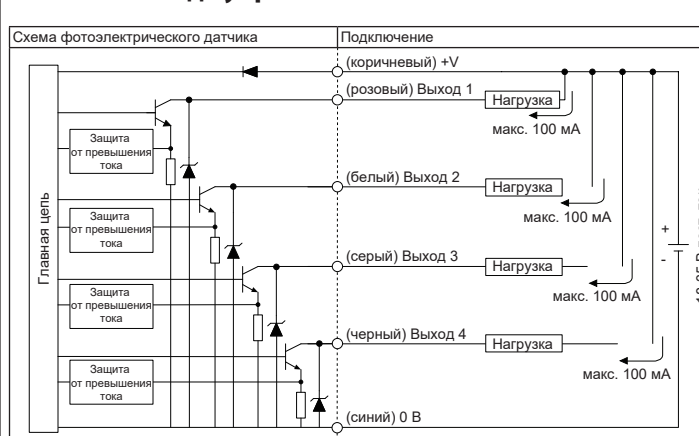 Схема фотоэлектрического датчика
Подключение
(коричневый) +V
(розовый) Выход 1
Нагрузка
макс. 100 мА
Защита
от превышения
тока
(белый) Выход 2
Нагрузка
макс. 100 мА
Защита
от превышения
тока
Главная цепь
+
-
(серый) Выход 3
Нагрузка
макс. 100 мА
Защита
от превышения
тока
(черный) Выход 4
Нагрузка
макс. 100 мА
Защита
от превышения
тока
(синий) 0 В